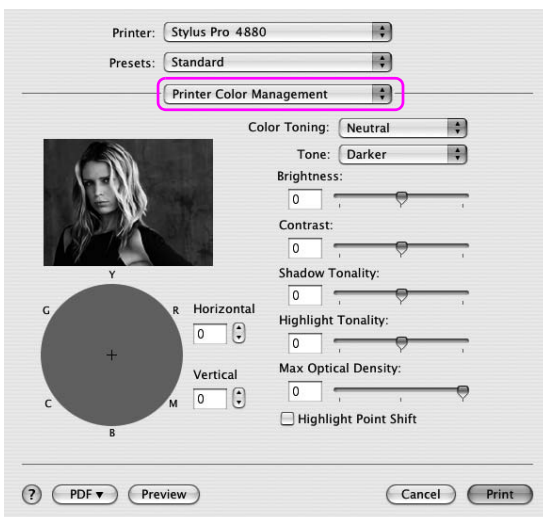 Printer: Stylus Pro 4880
Presets: Standard
Printer Color Management
Color Toning: Neutral
Tone: Darker
Brightness:
0
Contrast:
0
Shadow Tonality:
0
Highlight Tonality:
0
Max Optical Density:
0
Highlight Point Shift
Y
G R
C M
B
Horizontal
0
Vertical
0
? PDF▼ Preview Cancel Print